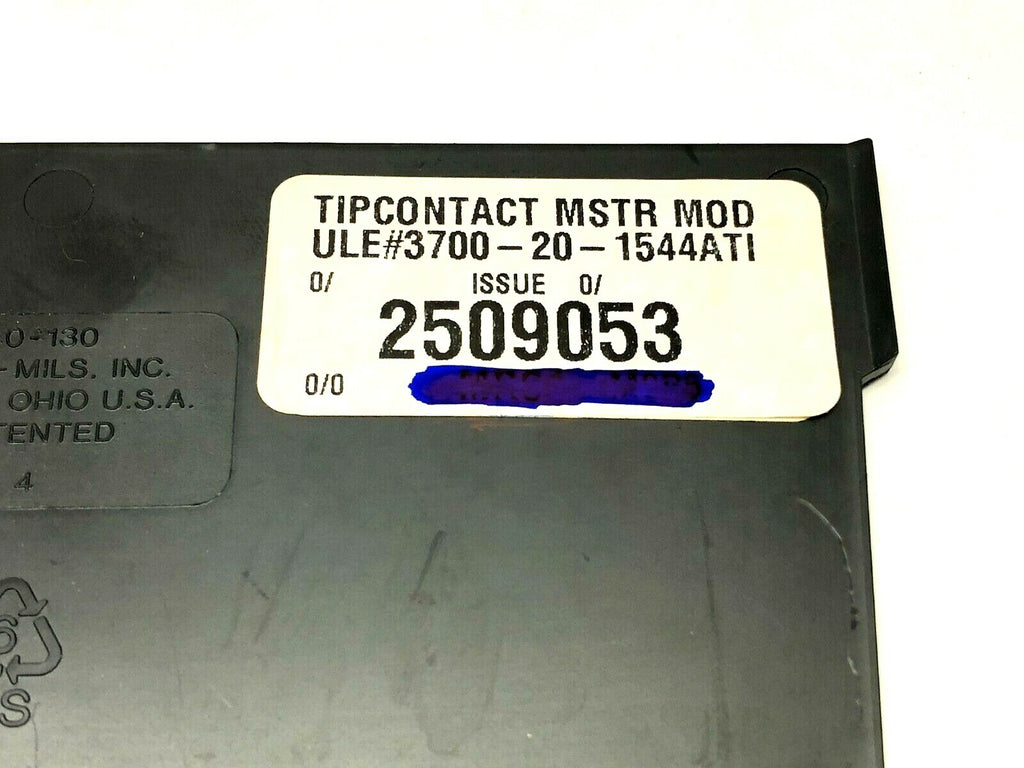 TIPCONTACT MSTR MOD
ULE#3700-20-1544ATI
0/ ISSUE 0/
2509053
0/0
0-130
-MILS. INC.
OHIO U.S.A.
TENTED
4
6
S